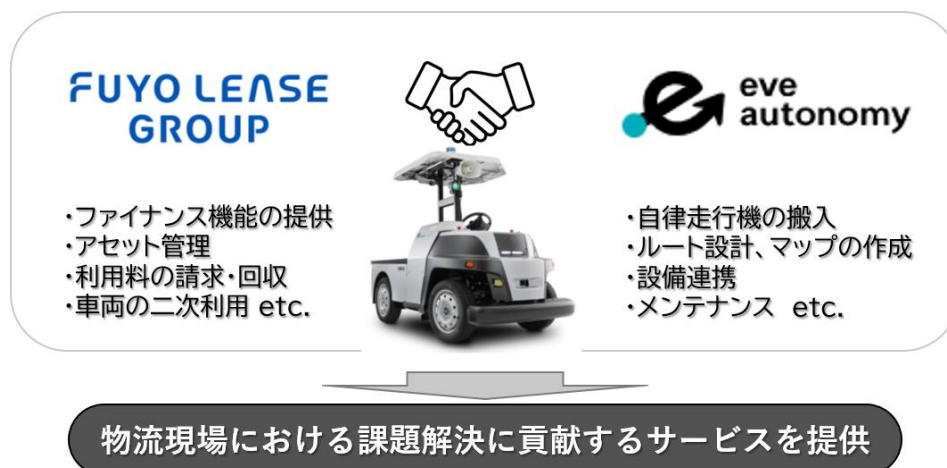 FUYO LEASE
GROUP
・ファイナンス機能の提供
・アセット管理
・利用料の請求・回収
・車両の二次利用 etc.
eve
autonomy
・自律走行機の搬入
・ルート設計、マップの作成
・設備連携
・メンテナンス etc.
物流現場における課題解決に貢献するサービスを提供